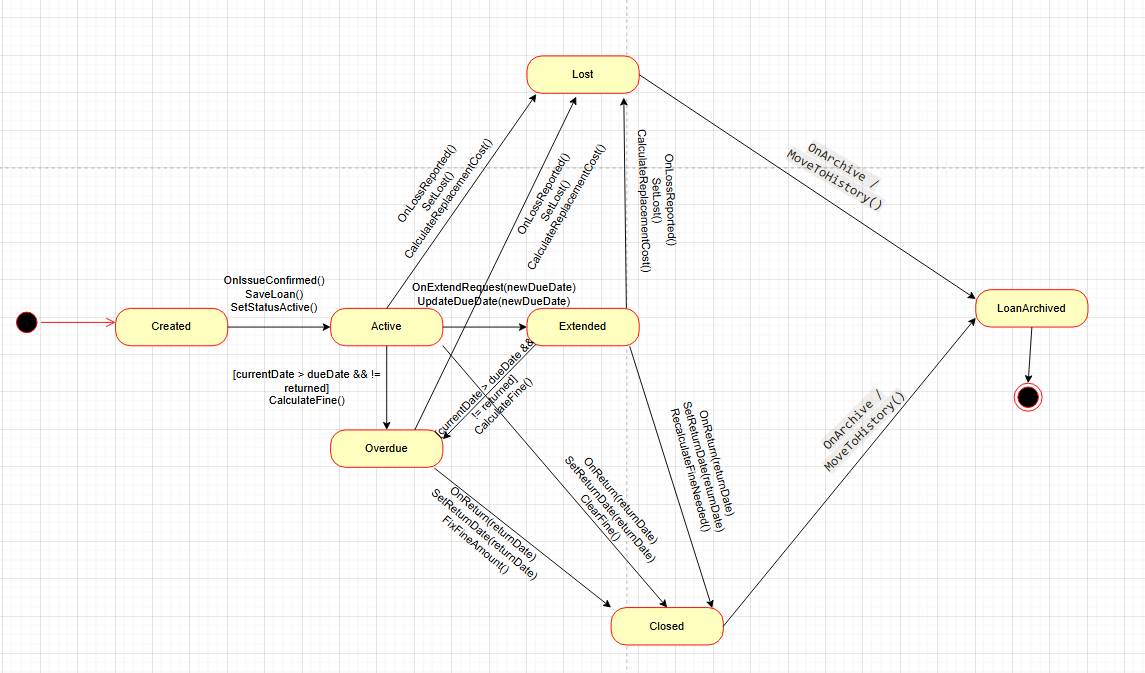 Lost
OnArchive /
MoveToHistory()
OnLossReported()
SetLost()
CalculateReplacementCost()
OnLossReported()
SetLost()
CalculateReplacementCost()
OnLossReported()
SetLost()
CalculateReplacementCost()
OnIssueConfirmed()
SaveLoan()
SetStatusActive()
OnExtendRequest(newDueDate)
UpdateDueDate(newDueDate)
Created
Active
Extended
LoanArchived
[currentDate > dueDate && !=
returned]
CalculateFine()
[currentDate > dueDate &&
!= returned]
CalculateFine()
Overdue
OnReturn(returnDate)
SetReturnDate(returnDate)
FixFineAmount()
OnReturn(returnDate)
SetReturnDate(returnDate)
ClearFine()
OnReturn(returnDate)
SetReturnDate(returnDate)
RecalculateFineNeeded()
OnArchive /
MoveToHistory()
Closed